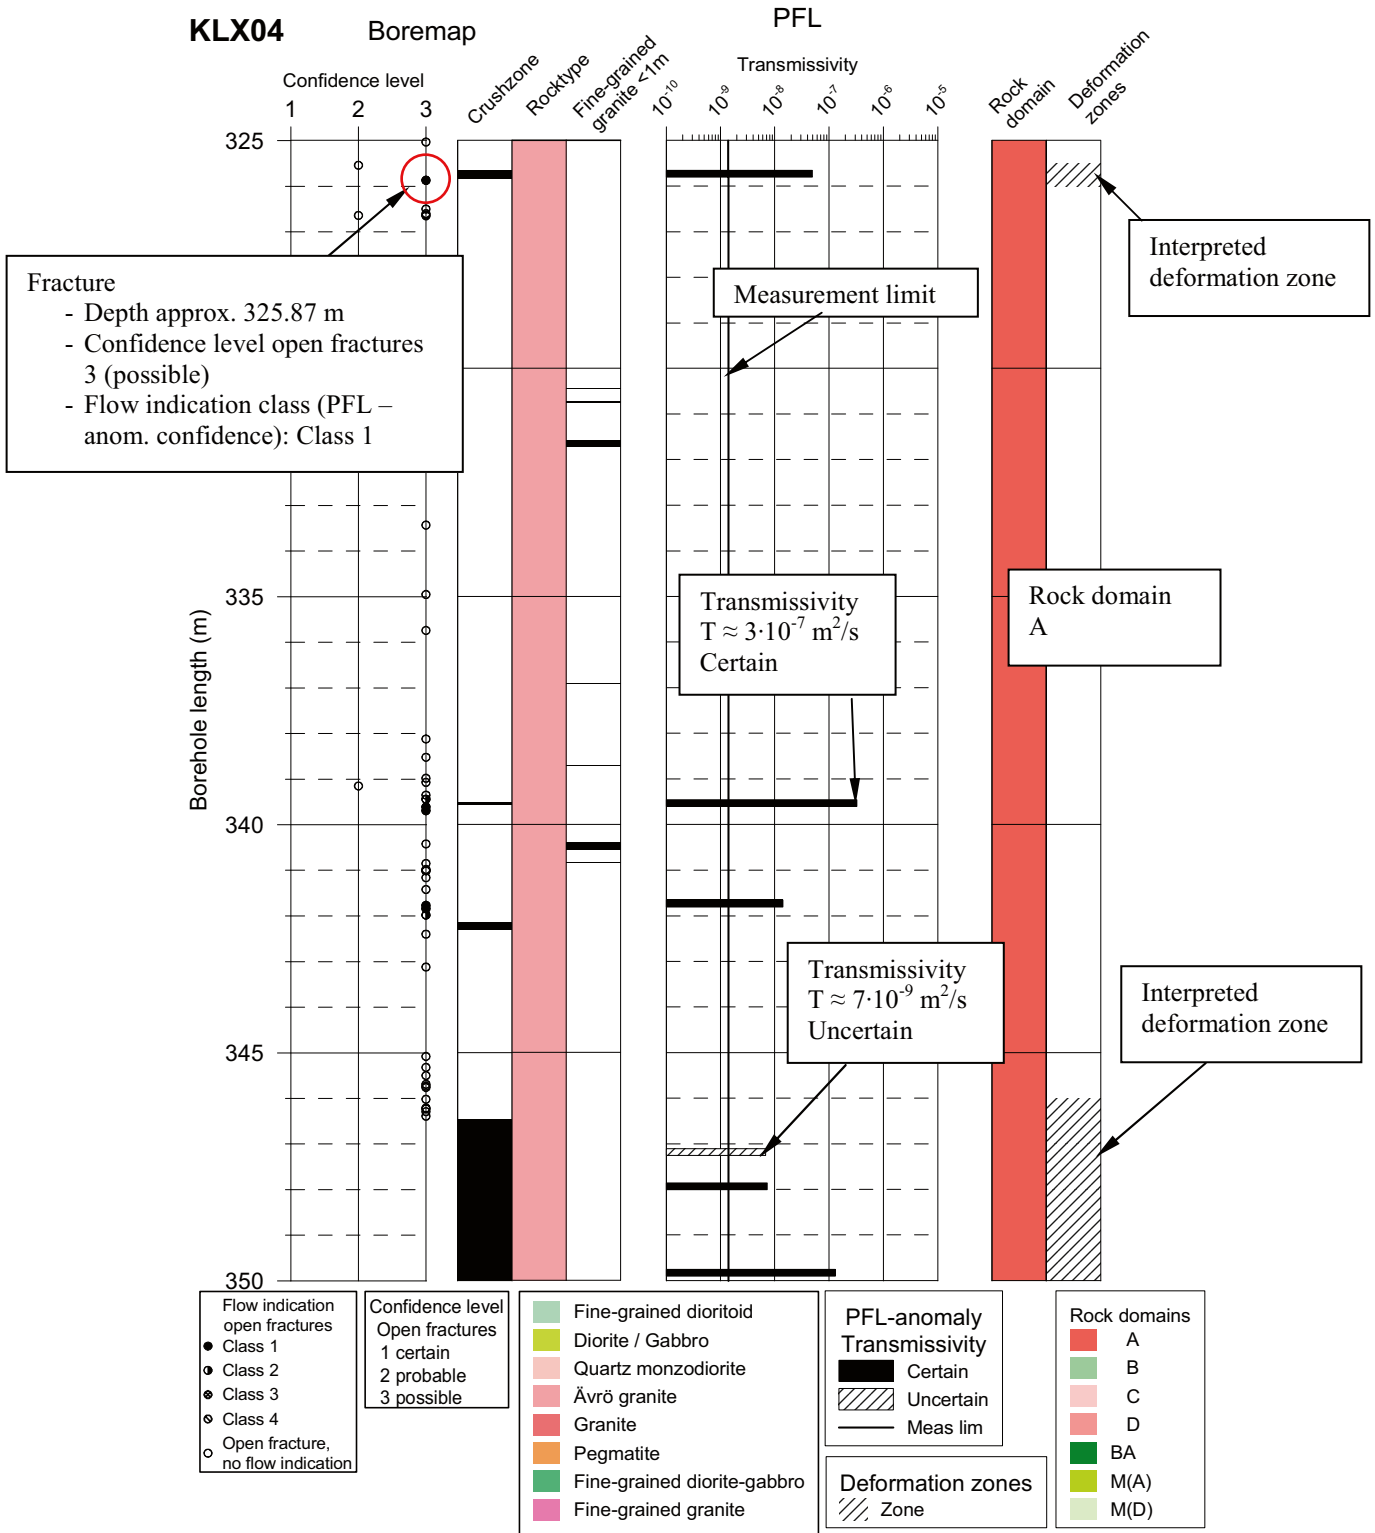 KLX04
Boremap
PFL
Confidence level
1 2 3
Crushzone
Rocktype
Fine-grained
granite <1m
Transmissivity
10⁻¹⁰ 10⁻⁹ 10⁻⁸ 10⁻⁷ 10⁻⁶ 10⁻⁵
Rock
domain
Deformation
zones
325
Interpreted
deformation zone
Fracture
- Depth approx. 325.87 m
- Confidence level open fractures
3 (possible)
- Flow indication class (PFL –
anom. confidence): Class 1
Measurement limit
Borehole length (m)
335
Transmissivity
T ≈ 3·10⁻⁷ m²/s
Certain
Rock domain
A
340
Transmissivity
T ≈ 7·10⁻⁹ m²/s
Uncertain
Interpreted
deformation zone
345
350
Flow indication
open fractures
Class 1
Class 2
Class 3
Class 4
Open fracture,
no flow indication
Confidence level
Open fractures
1 certain
2 probable
3 possible
Fine-grained dioritoid
Diorite / Gabbro
Quartz monzodiorite
Ävrö granite
Granite
Pegmatite
Fine-grained diorite-gabbro
Fine-grained granite
PFL-anomaly
Transmissivity
Certain
Uncertain
Meas lim
Deformation zones
Zone
Rock domains
A
B
C
D
BA
M(A)
M(D)